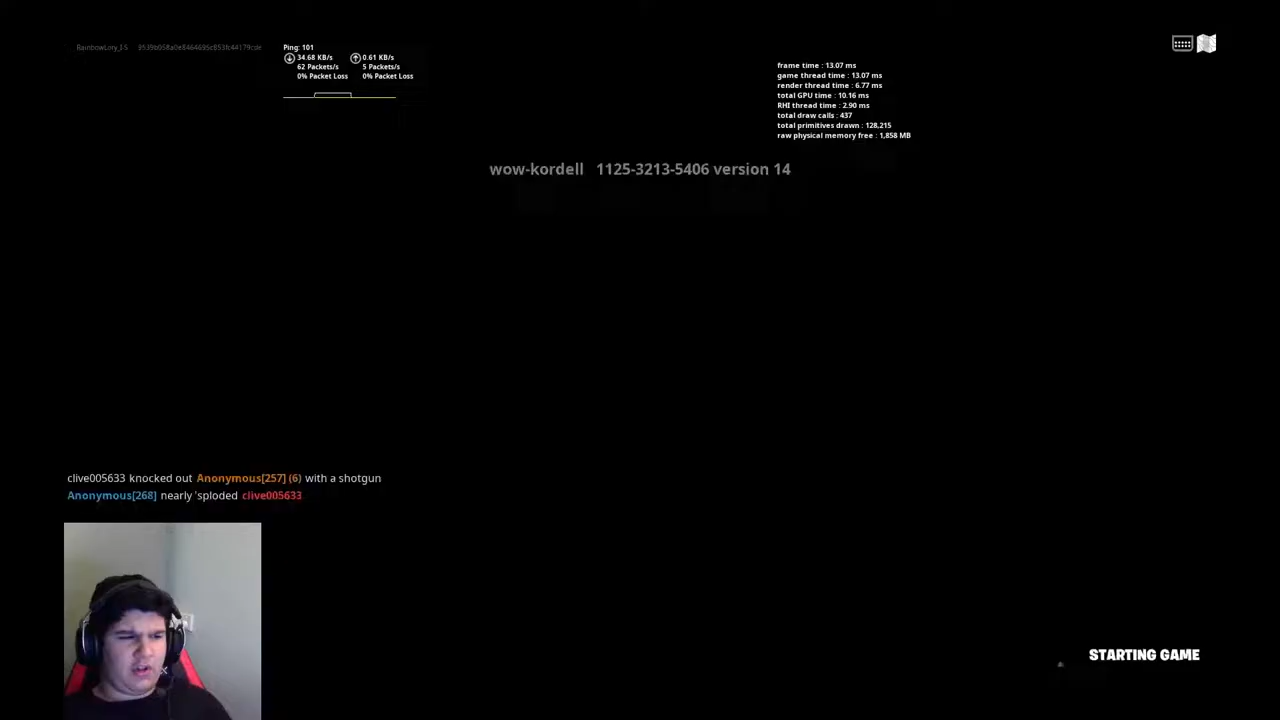 RainbowLory_15
Ping: 101
34.68 KB/s 0.61 KB/s
62 Packets/s 5 Packets/s
0% Packet Loss 0% Packet Loss
frame time : 13.07 ms
game thread time : 13.07 ms
render thread time : 6.77 ms
total GPU time : 10.16 ms
RHI thread time : 2.90 ms
total draw calls : 437
total primitives drawn : 128,215
raw physical memory free : 1,858 MB
wow-kordell 1125-3213-5406 version 14
clive005633 knocked out Anonymous[257] (6) with a shotgun
Anonymous[268] nearly 'sploded clive005633
STARTING GAME